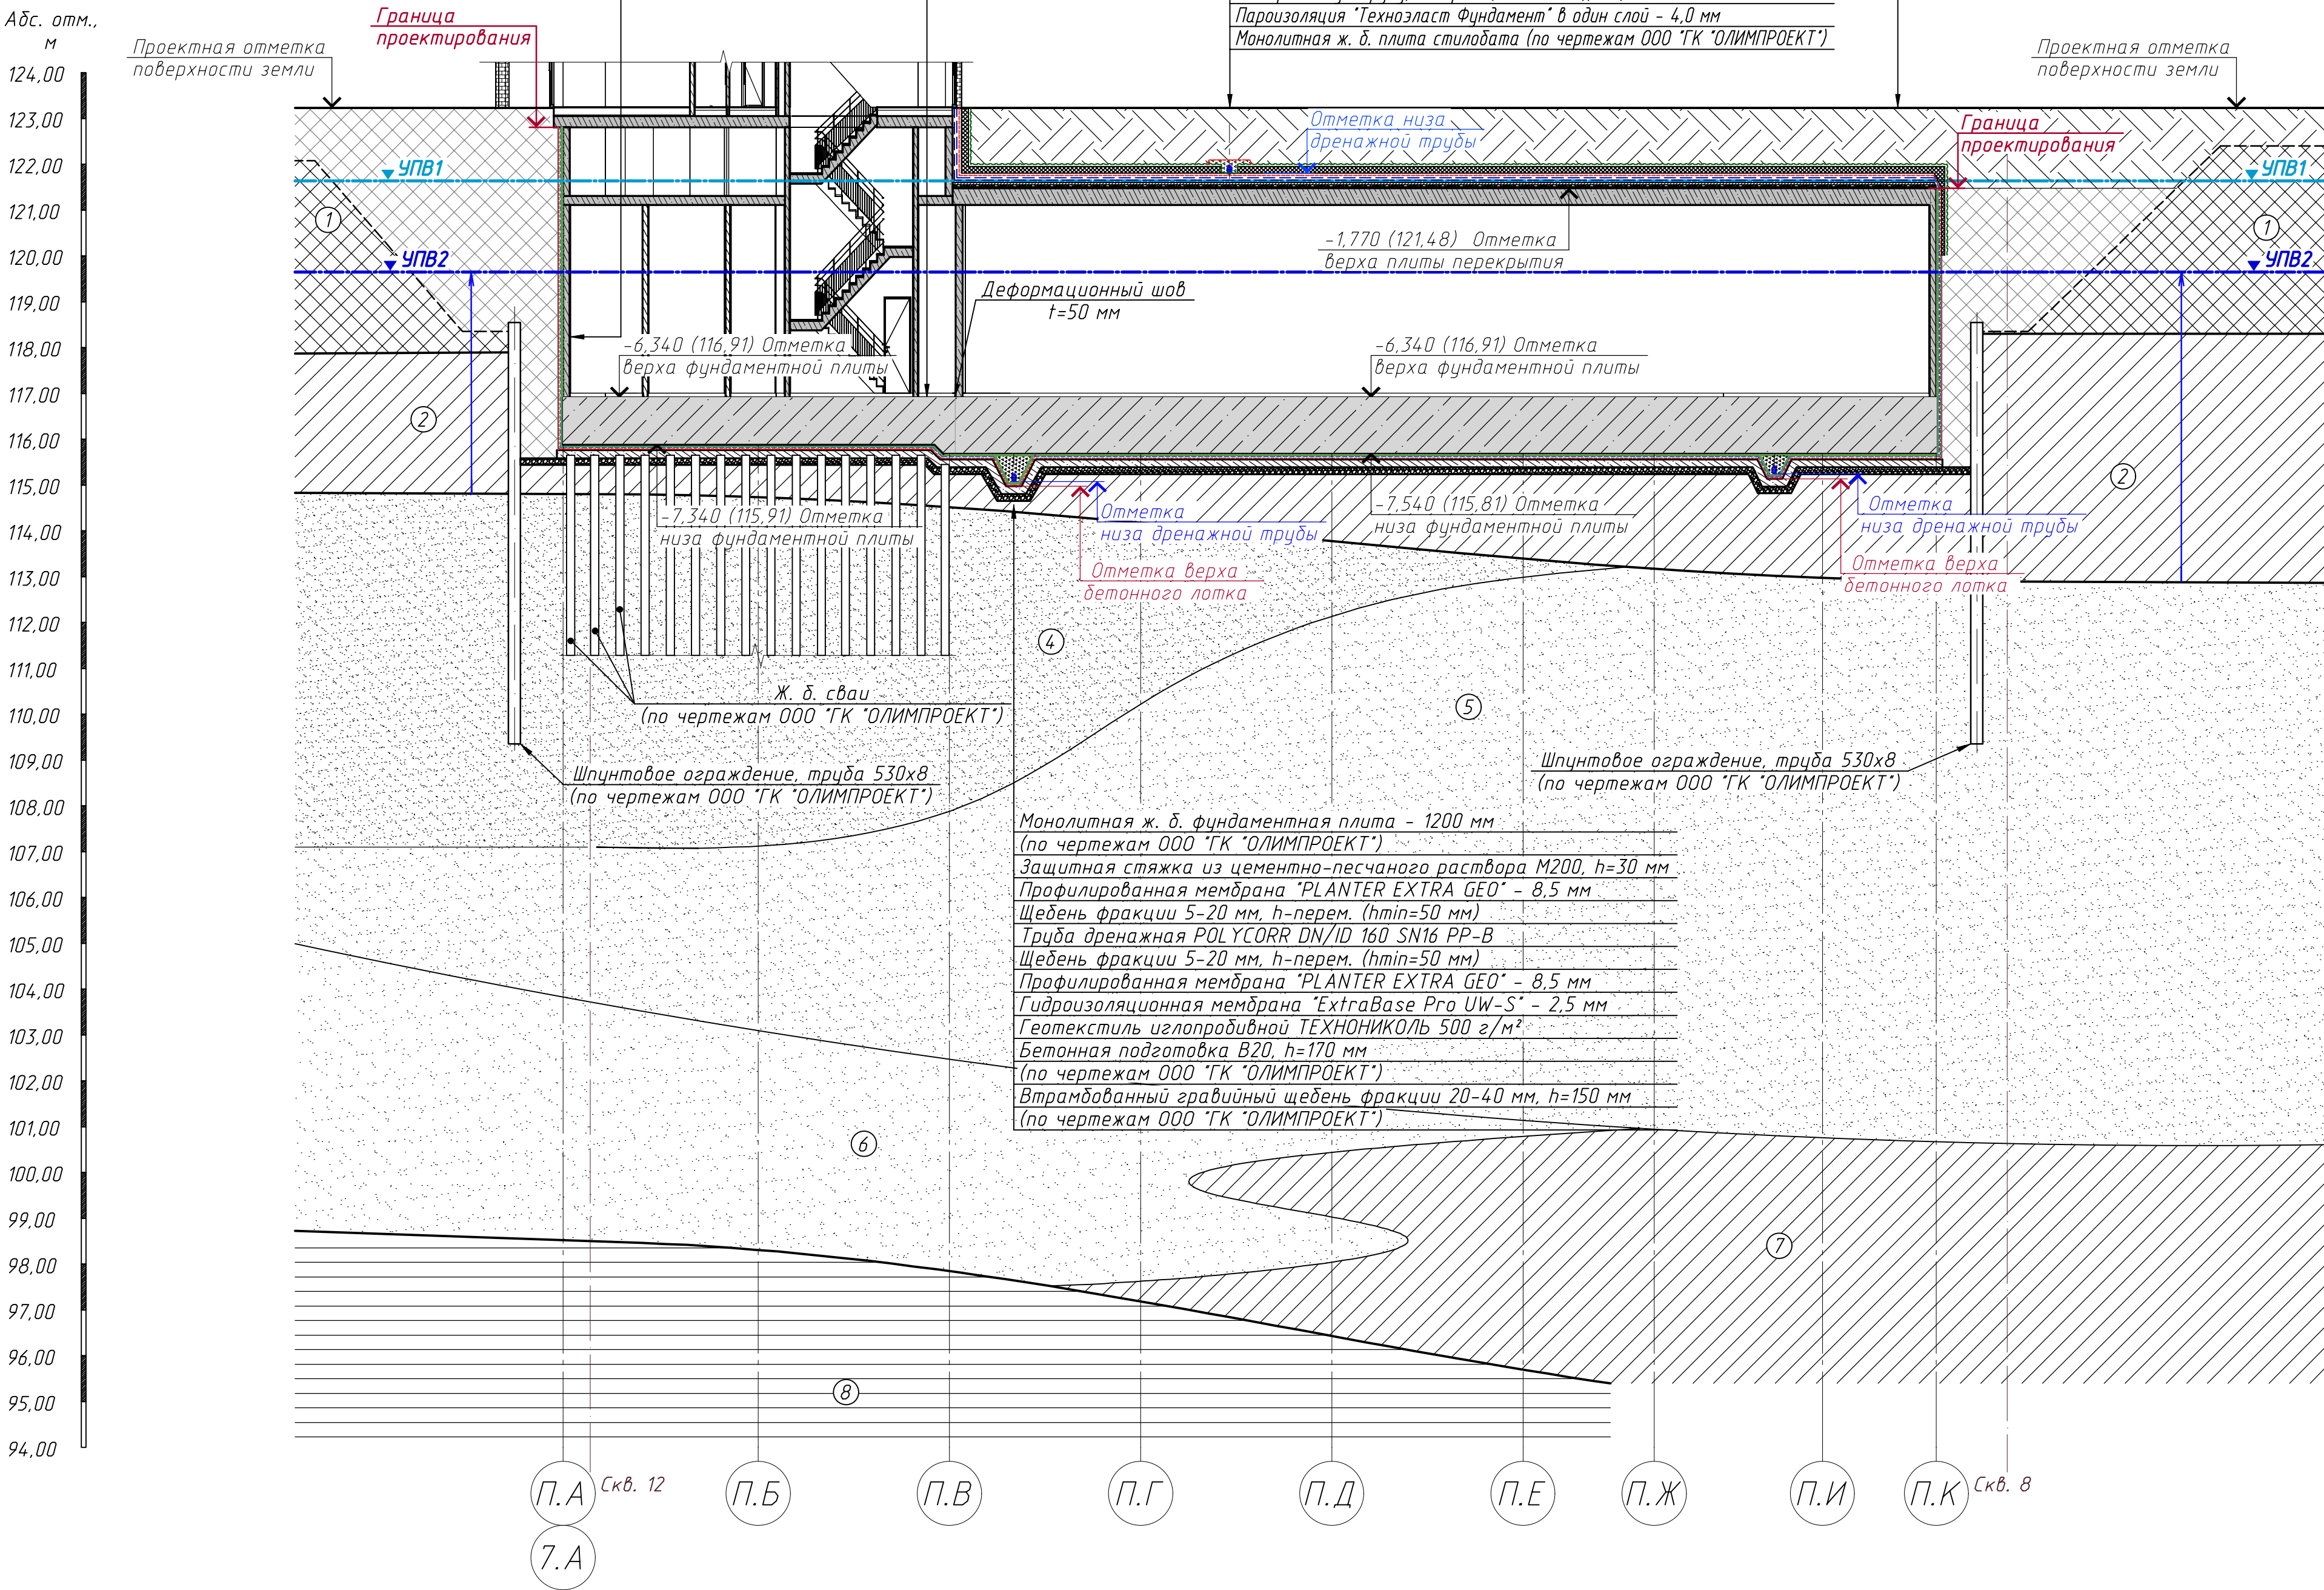 Абс. отм.,
м
124,00
123,00
122,00
121,00
120,00
119,00
118,00
117,00
116,00
115,00
114,00
113,00
112,00
111,00
110,00
109,00
108,00
107,00
106,00
105,00
104,00
103,00
102,00
101,00
100,00
99,00
98,00
97,00
96,00
95,00
94,00
Проектная отметка
поверхности земли
Граница
проектирования
Пароизоляция "Техноэласт Фундамент" в один слой - 4,0 мм
Монолитная ж. б. плита стилобата (по чертежам ООО "ГК "ОЛИМПРОЕКТ")
Проектная отметка
поверхности земли
Отметка низа
дренажной трубы
Граница
проектирования
УПВ1
УПВ1
1
1
УПВ2
УПВ2
-1,770 (121,48) Отметка
верха плиты перекрытия
Деформационный шов
t=50 мм
-6,340 (116,91) Отметка
верха фундаментной плиты
-6,340 (116,91) Отметка
верха фундаментной плиты
2
2
-7,340 (115,91) Отметка
низа фундаментной плиты
Отметка
низа дренажной трубы
-7,540 (115,81) Отметка
низа фундаментной плиты
Отметка
низа дренажной трубы
Отметка верха
бетонного лотка
Отметка верха
бетонного лотка
4
5
Ж. б. сваи
(по чертежам ООО "ГК "ОЛИМПРОЕКТ")
Шпунтовое ограждение, труба 530х8
(по чертежам ООО "ГК "ОЛИМПРОЕКТ")
Шпунтовое ограждение, труба 530х8
(по чертежам ООО "ГК "ОЛИМПРОЕКТ")
Монолитная ж. б. фундаментная плита - 1200 мм
(по чертежам ООО "ГК "ОЛИМПРОЕКТ")
Защитная стяжка из цементно-песчаного раствора М200, h=30 мм
Профилированная мембрана "PLANTER EXTRA GEO" - 8,5 мм
Щебень фракции 5-20 мм, h-перем. (hmin=50 мм)
Труба дренажная POLYCORR DN/ID 160 SN16 PP-B
Щебень фракции 5-20 мм, h-перем. (hmin=50 мм)
Профилированная мембрана "PLANTER EXTRA GEO" - 8,5 мм
Гидроизоляционная мембрана "ExtraBase Pro UW-S" - 2,5 мм
Геотекстиль иглопробивной ТЕХНОНИКОЛЬ 500 г/м²
Бетонная подготовка В20, h=170 мм
(по чертежам ООО "ГК "ОЛИМПРОЕКТ")
Втрамбованный гравийный щебень фракции 20-40 мм, h=150 мм
(по чертежам ООО "ГК "ОЛИМПРОЕКТ")
6
7
8
П.А
Скв. 12
П.Б
П.В
П.Г
П.Д
П.Е
П.Ж
П.И
П.К
Скв. 8
7.А